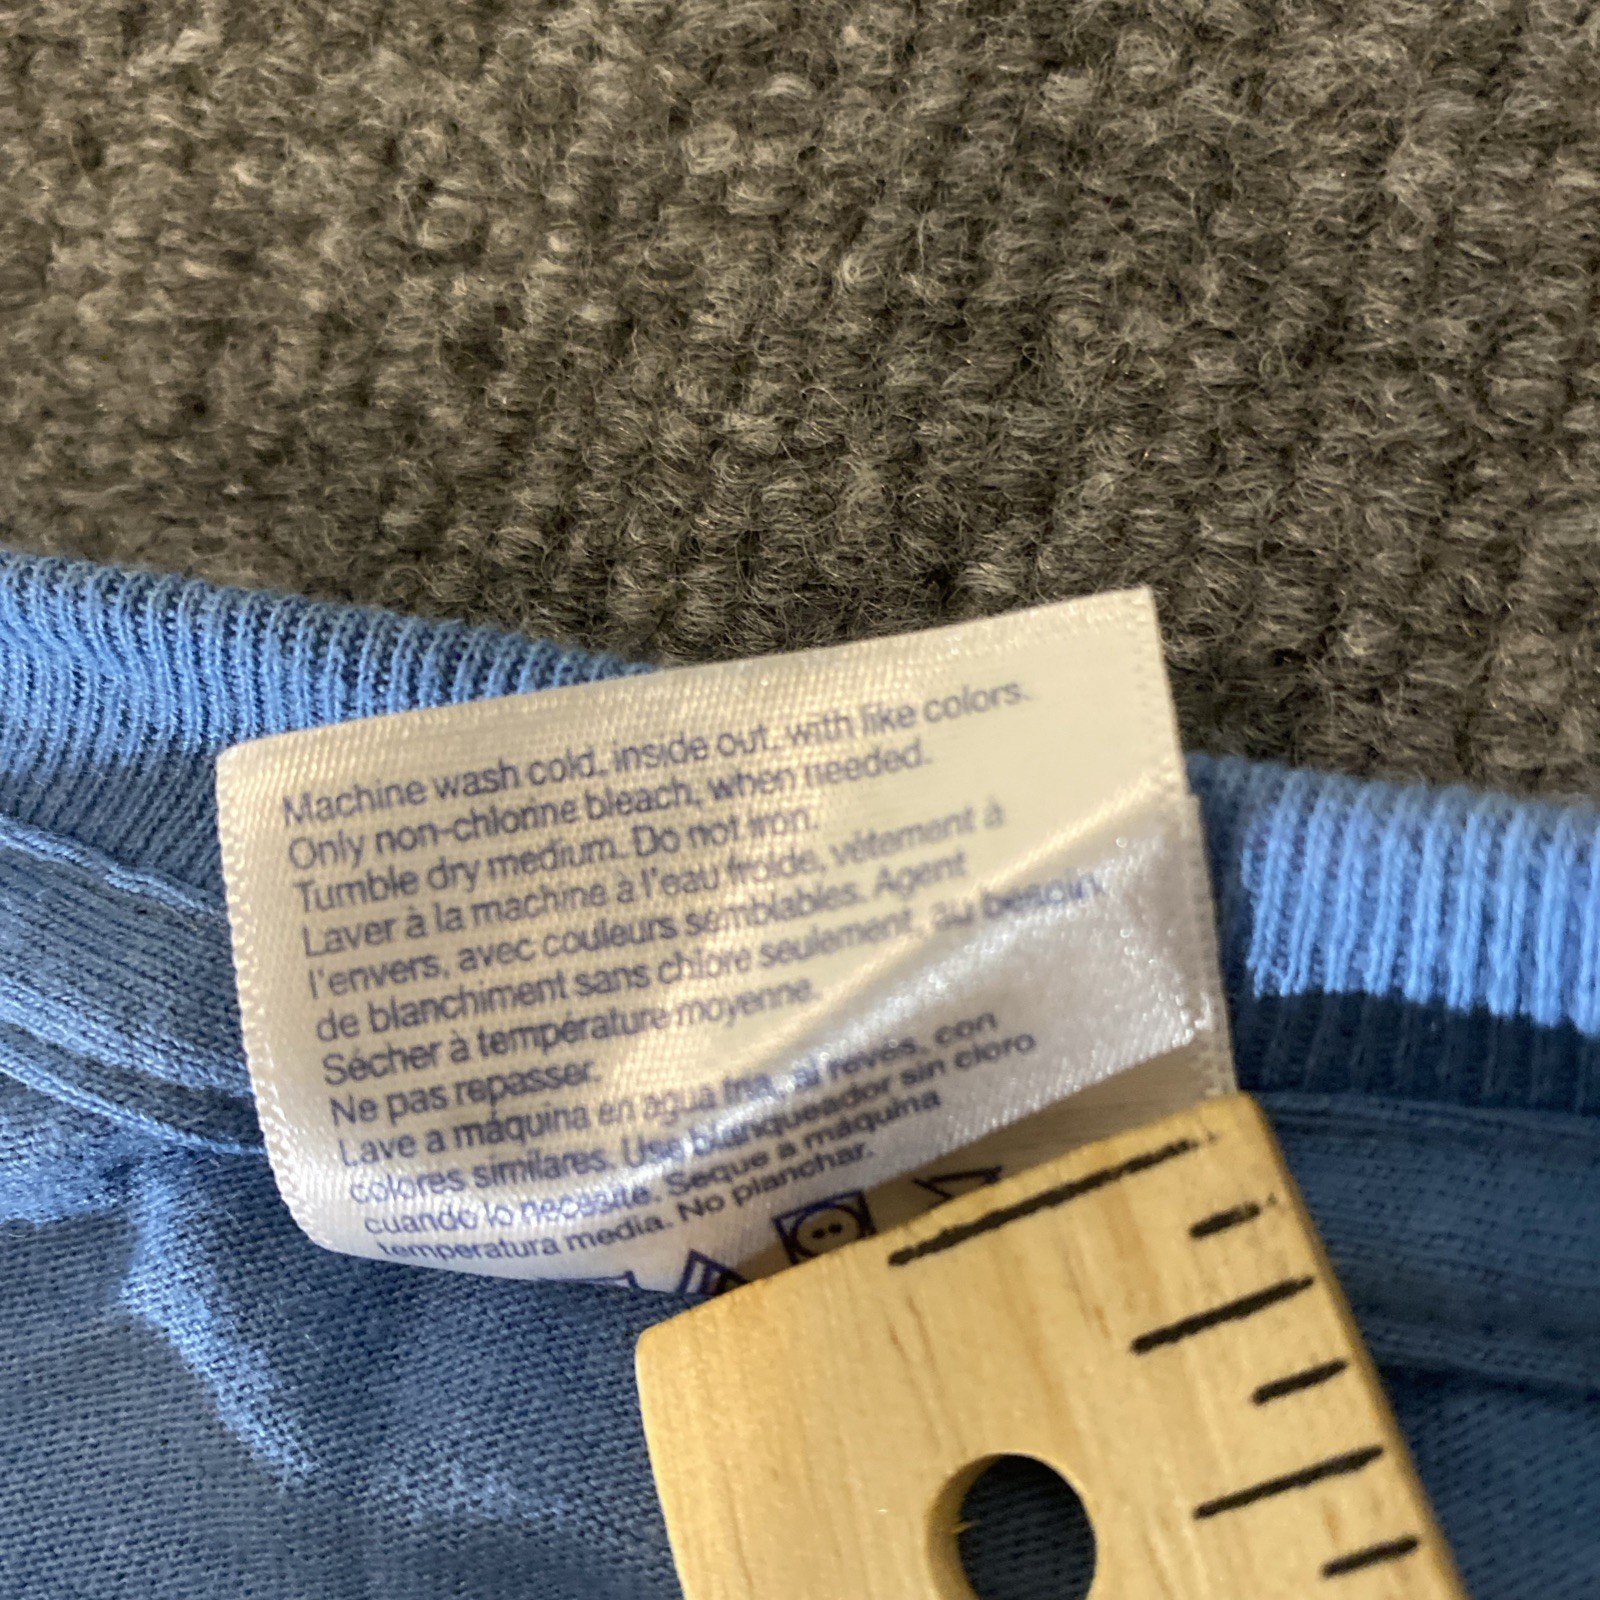 Machine wash cold, inside out, with like colors.
Only non-chlorine bleach, when needed.
Tumble dry medium. Do not iron.
Laver à la machine à l'eau froide, vêtement à
l'envers, avec couleurs semblables. Agent
de blanchiment sans chlore seulement, au besoin.
Sécher à température moyenne.
Ne pas repasser.
Lave a máquina en agua fría, al revés, con
colores similares. Use blanqueador sin cloro
cuando lo necesite. Seque a máquina
temperatura media. No planchar.